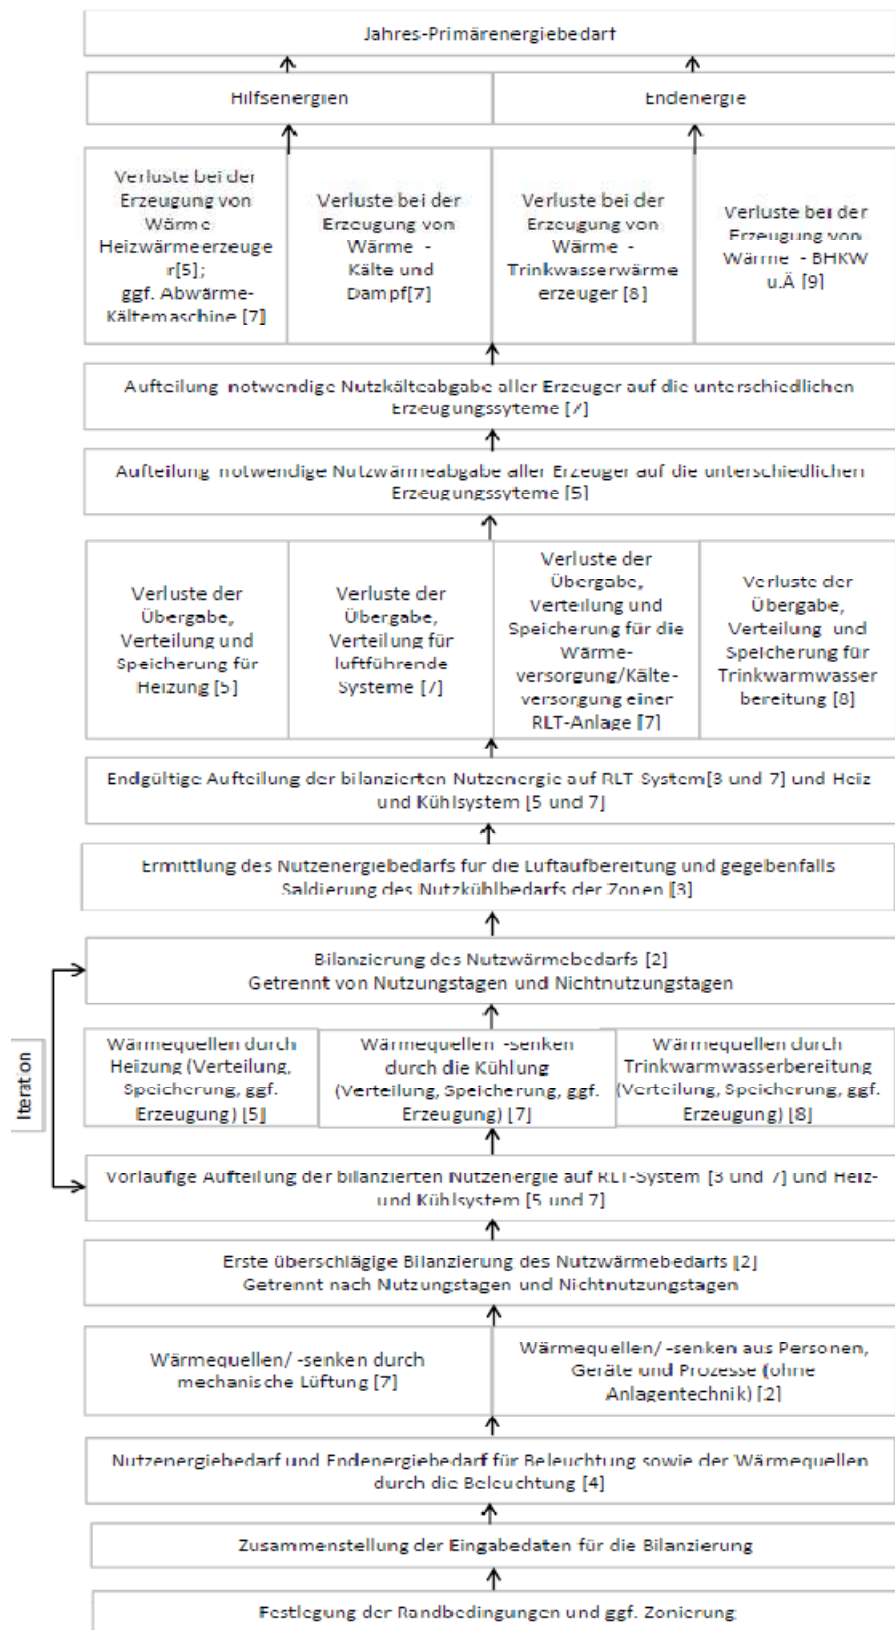 Jahres-Primärenergiebedart
Hilfsenergien
Endenergie
Verluste bei der
Erzeugung von
Wärme
Heizwärmeerzeuge
r[5];
ggf. Abwärme-
Kältemaschine [7]
Verluste bei der
Erzeugung von
Wärme -
Kälte und
Dampf[7]
Verluste bei der
Erzeugung von
Wärme -
Trinkwasserwärme
erzeuger [8]
Verluste bei der
Erzeugung von
Wärme - BHKW
u.Ä [9]
Aufteilung notwendige Nutzkälteabgabe aller Erzeuger auf die unterschiedlichen
Erzeugungssyteme [7]
Aufteilung notwendige Nutzwärmeabgabe aller Erzeuger auf die unterschiedlichen
Erzeugungssyteme [5]
Verluste der
Übergabe,
Verteilung und
Speicherung für
Heizung [5]
Verluste der
Übergabe,
Verteilung für
luftführende
Systeme [7]
Verluste der
Übergabe,
Verteilung und
Speicherung für die
Wärme-
versorgung/Kälte-
versorgung einer
RLT-Anlage [7]
Verluste der
Übergabe,
Verteilung und
Speicherung für
Trinkwarmwasser
bereitung [8]
Endgültige Aufteilung der bilanzierten Nutzenergie auf RLT-System[3 und 7] und Heiz
und Kühlsystem [5 und 7]
Ermittlung des Nutzenergiebedarfs fur die Luftaufbereitung und gegebenfalls
Saldierung des Nutzkühlbedarfs der Zonen [3]
Bilanzierung des Nutzwärmebedarfs [2]
Getrennt von Nutzungstagen und Nichtnutzungstagen
Iteration
Wärmequellen durch
Heizung (Verteilung,
Speicherung, ggf.
Erzeugung) [5]
Wärmequellen -senken
durch die Kühlung
(Verteilung, Speicherung, ggf.
Erzeugung) [7]
Wärmequellen durch
Trinkwarmwasserbereitung
(Verteilung, Speicherung, ggf.
Erzeugung) [8]
Vorlaufige Aufteilung der bilanzierten Nutzenergie auf RLT-System [3 und 7] und Heiz-
und Kühlsystem [5 und 7]
Erste überschlägige Bilanzierung des Nutzwärmebedarfs [2]
Getrennt nach Nutzungstagen und Nichtnutzungstagen
Wärmequellen/ -senken durch
mechanische Lüftung [7]
Wärmequellen/ -senken aus Personen,
Geräte und Prozesse (ohne
Anlagentechnik) [2]
Nutzenergiebedarf und Endenergiebedarf für Beleuchtung sowie der Wärmequellen
durch die Beleuchtung [4]
Zusammenstellung der Eingabedaten für die Bilanzierung
Festlegung der Randbedingungen und ggf. Zonierung